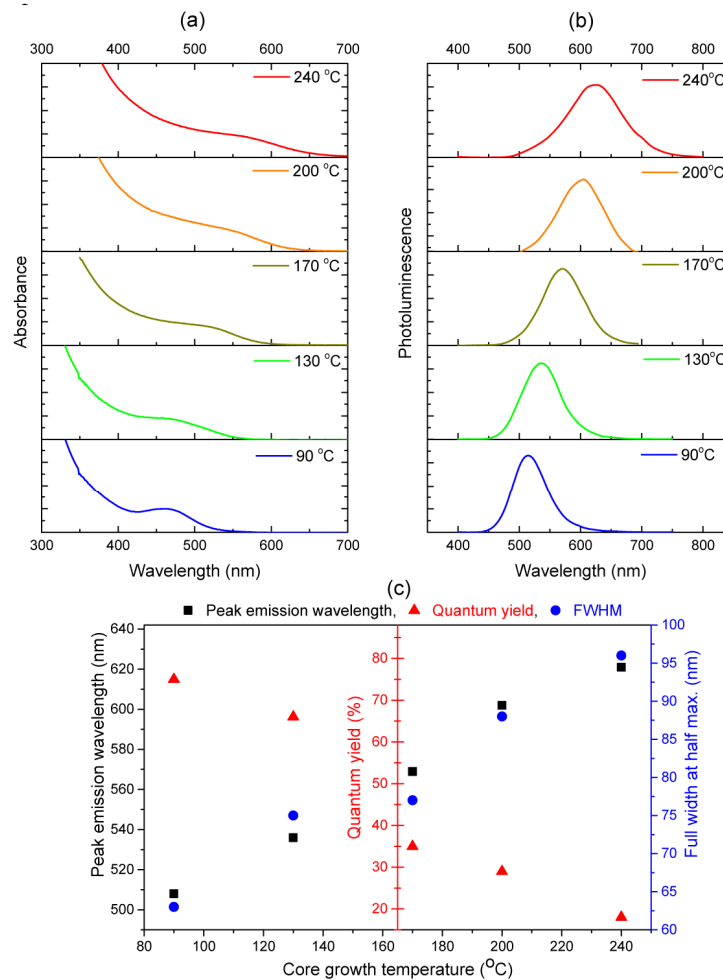 (a) (b)
300 400 500 600 700
400 500 600 700 800
240 °C
200 °C
170 °C
130 °C
90 °C
Absorbance
300 400 500 600 700
Wavelength (nm)
240°C
200°C
170°C
130°C
90°C
Photoluminescence
400 500 600 700 800
Wavelength (nm)
(c)
Peak emission wavelength, Quantum yield, FWHM
Peak emission wavelength (nm)
640
620
600
580
560
540
520
500
Quantum yield (%)
80
70
60
50
40
30
20
Full width at half max. (nm)
100
95
90
85
80
75
70
65
60
80 100 120 140 160 180 200 220 240
Core growth temperature (°C)